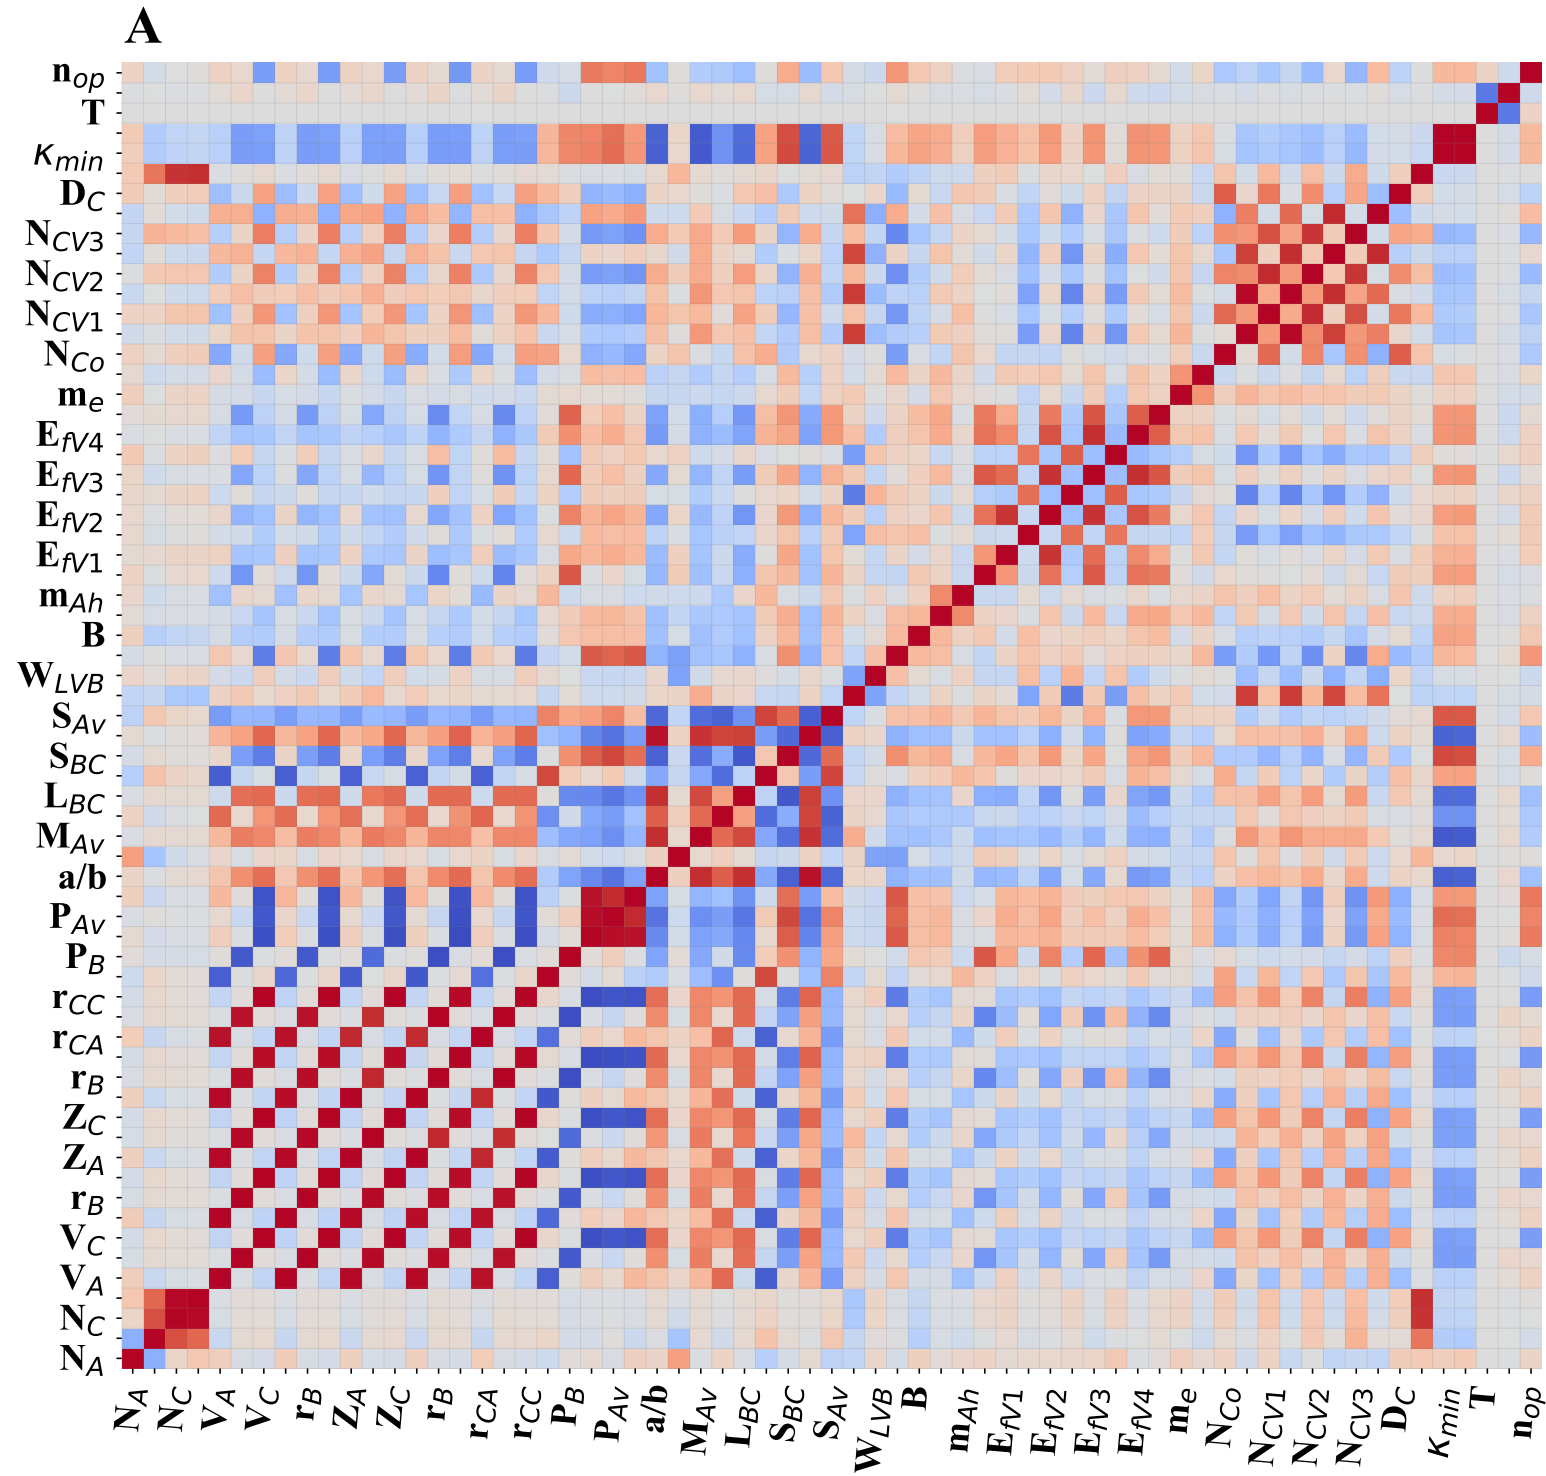 A
n_op
T
κ_min
D_C
N_CV3
N_CV2
N_CV1
N_Co
m_e
E_fV4
E_fV3
E_fV2
E_fV1
m_Ah
B
W_LVB
S_Av
S_BC
L_BC
M_Av
a/b
P_Av
P_B
r_CC
r_CA
r_B
Z_C
Z_A
r_B
V_C
V_A
N_C
N_A
N_A N_C V_A V_C r_B Z_A Z_C r_B r_CA r_CC P_B P_Av a/b M_Av L_BC S_BC S_Av W_LVB B m_Ah E_fV1 E_fV2 E_fV3 E_fV4 m_e N_Co N_CV1 N_CV2 N_CV3 D_C κ_min T n_op